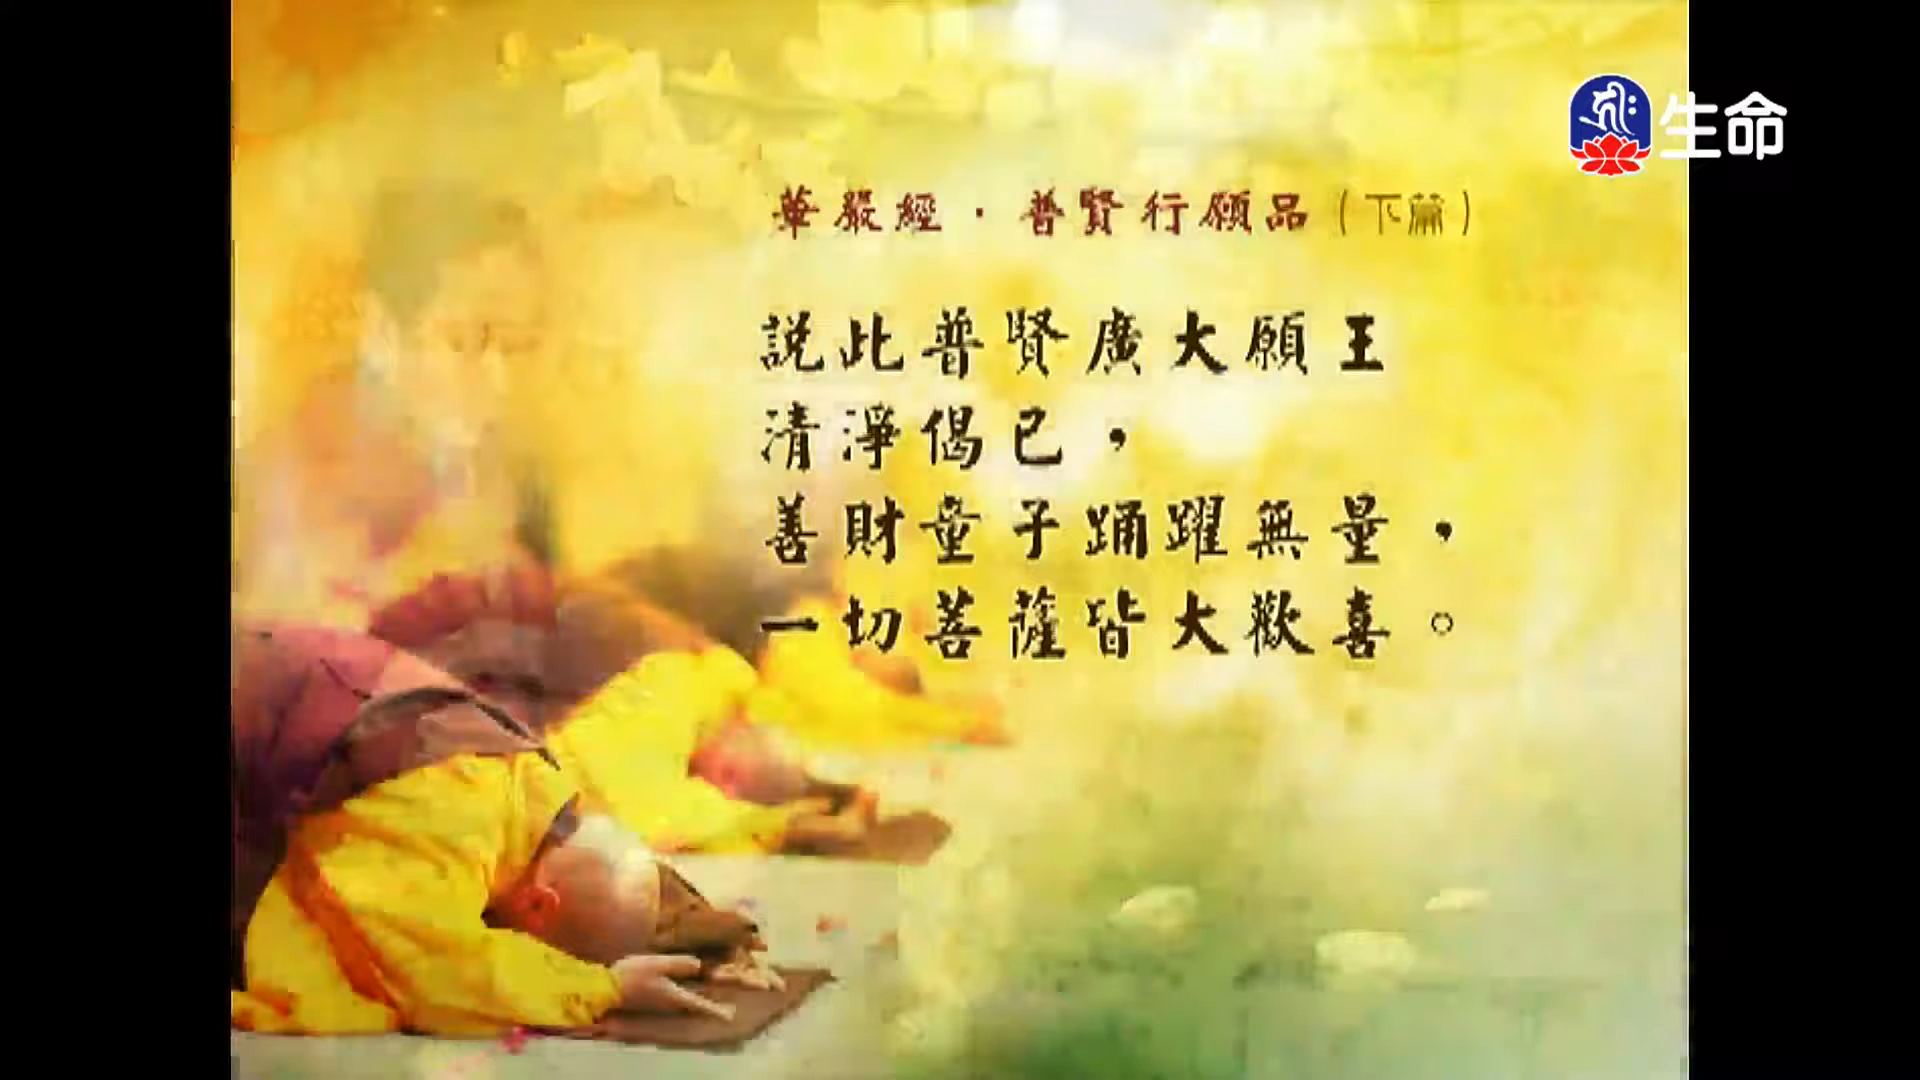 生命
華嚴經·普賢行願品（下篇）
說此普賢廣大願王
清淨偈已，
善財童子踊躍無量，
一切菩薩皆大歡喜。